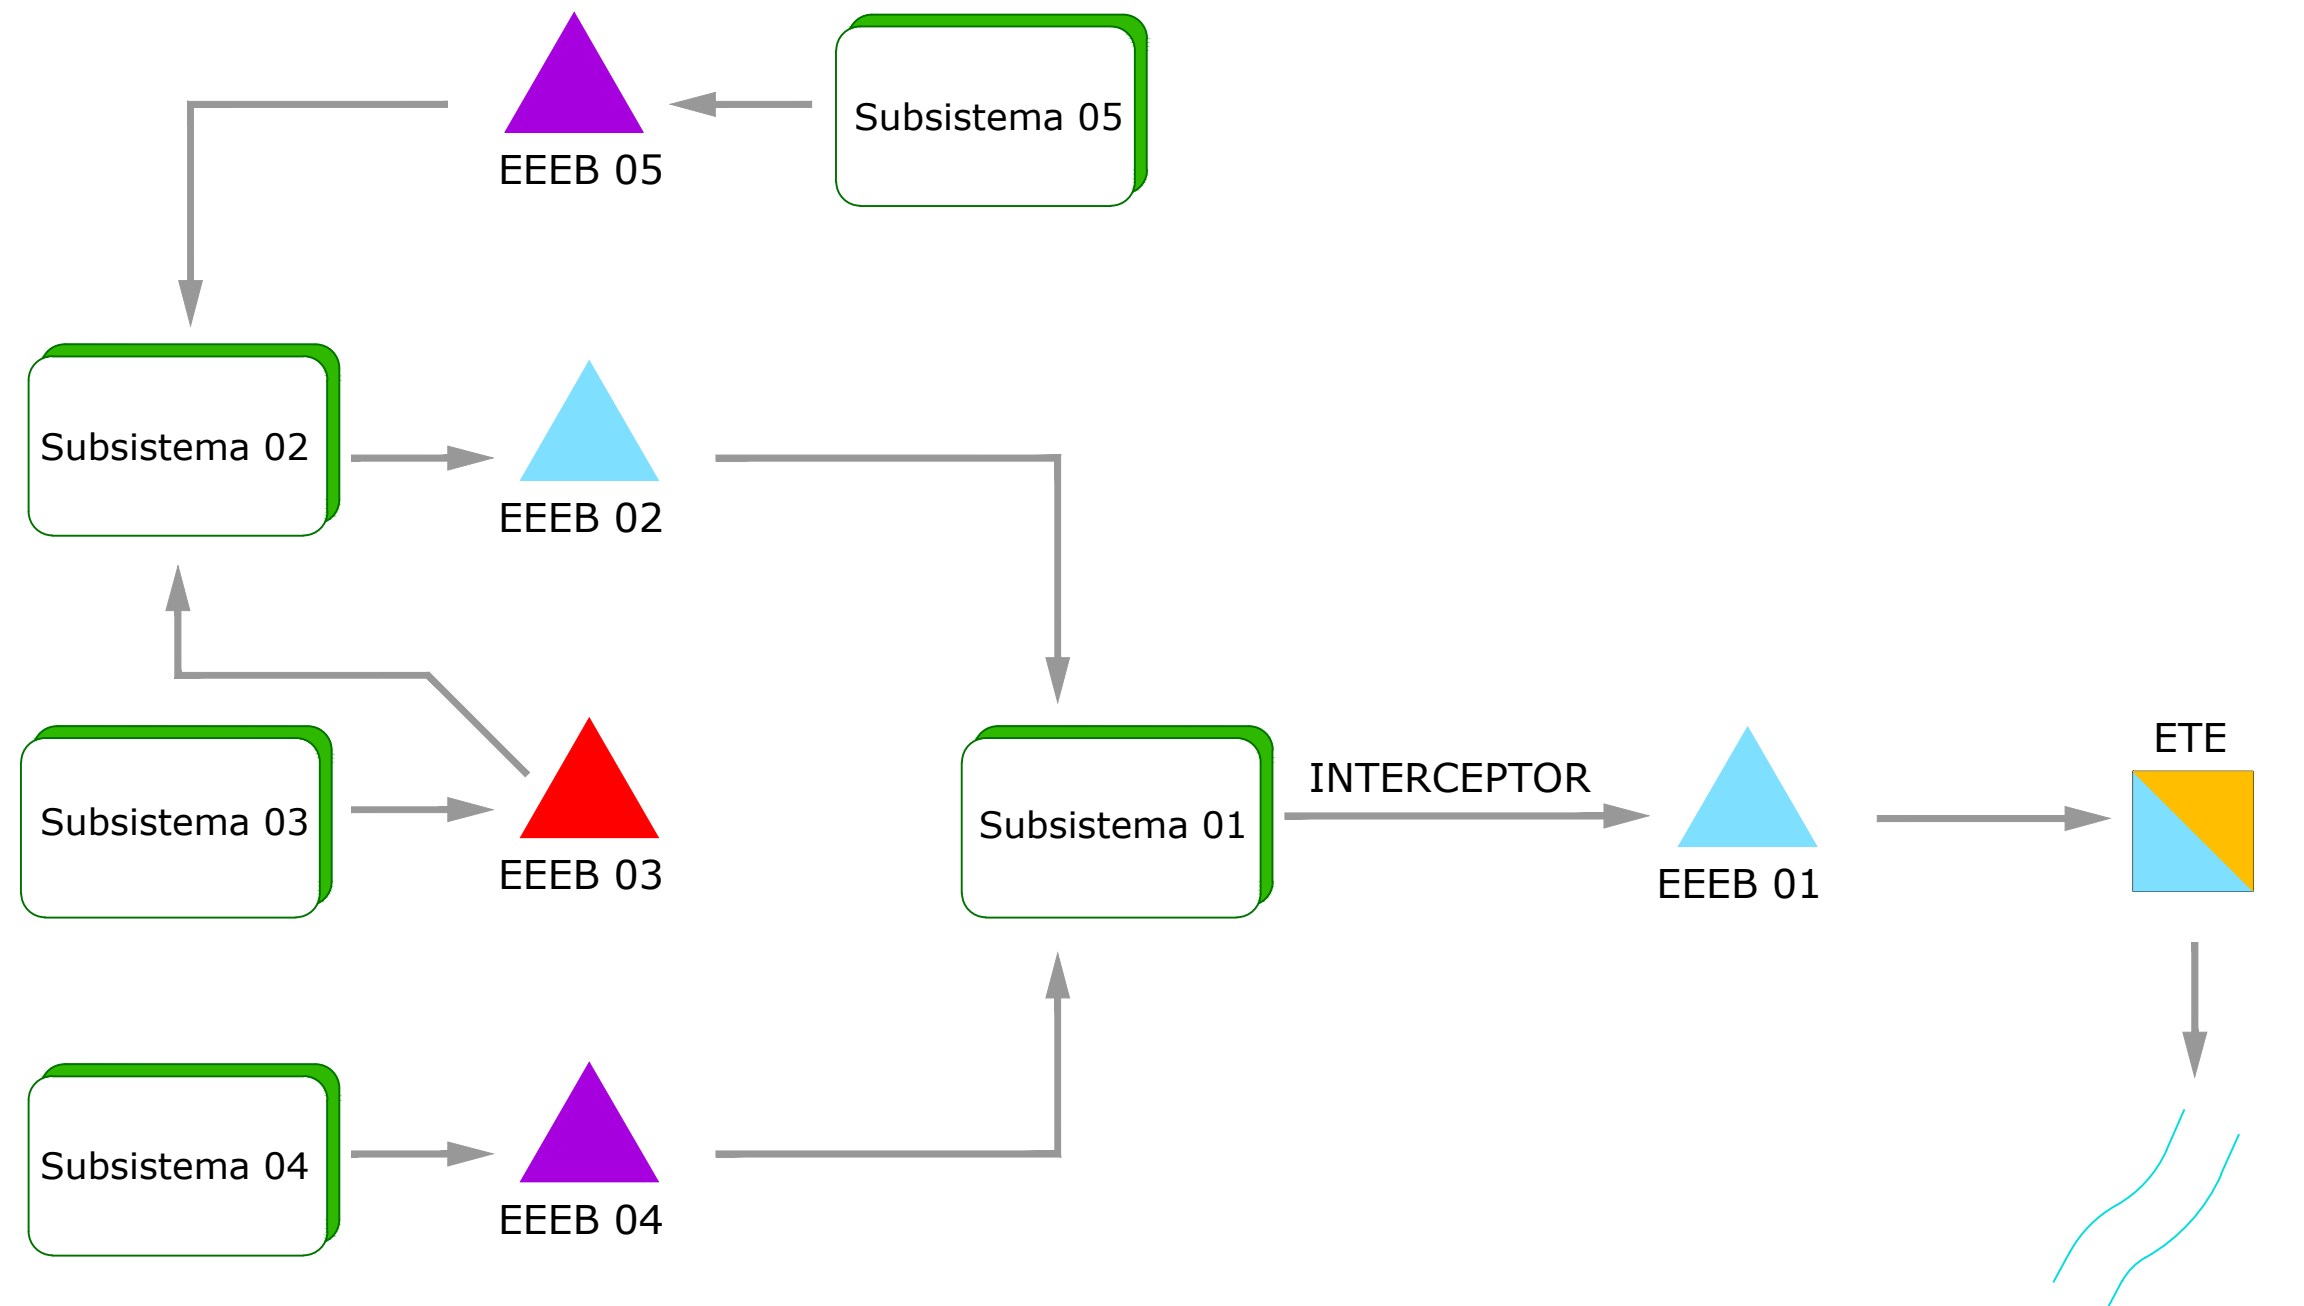 Subsistema 05
EEEB 05
Subsistema 02
EEEB 02
ETE
INTERCEPTOR
Subsistema 03
Subsistema 01
EEEB 03
EEEB 01
Subsistema 04
EEEB 04